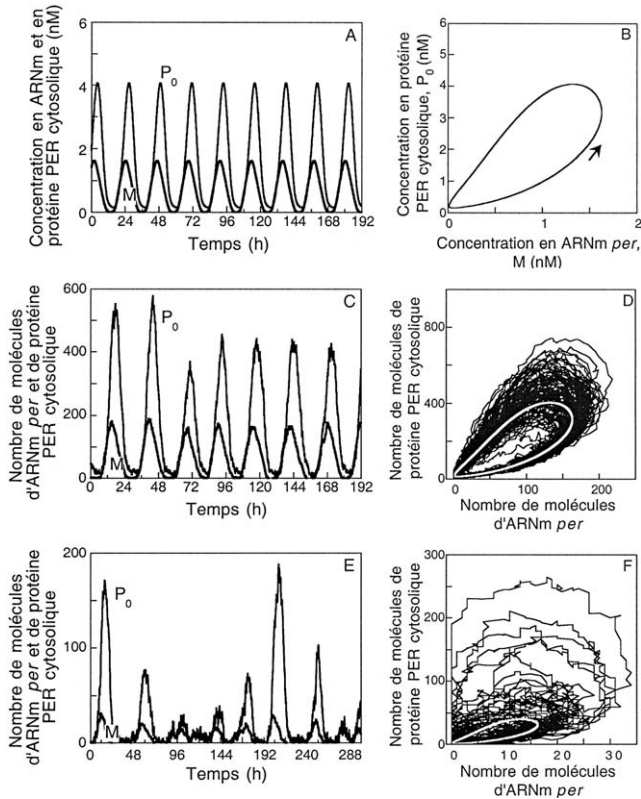 Concentration en ARNm et en
protéine PER cytosolique (nM)
6
4
2
0
A
P0
M
0 24 48 72 96 120 144 168 192
Temps (h)
Concentration en protéine
PER cytosolique, P0 (nM)
6
5
4
3
2
1
0
B
0 1 2
Concentration en ARNm per,
M (nM)
Nombre de molécules
d'ARNm per et de protéine
PER cytosolique
600
400
200
0
C
P0
M
0 24 48 72 96 120 144 168 192
Temps (h)
Nombre de molécules de
protéine PER cytosolique
800
400
0
D
0 100 200
Nombre de molécules
d'ARNm per
Nombre de molécules
d'ARNm per et de protéine
PER cytosolique
200
100
0
E
P0
M
0 48 96 144 192 240 288
Temps (h)
Nombre de molécules de
protéine PER cytosolique
300
200
100
0
F
0 10 20 30
Nombre de molécules
d'ARNm per